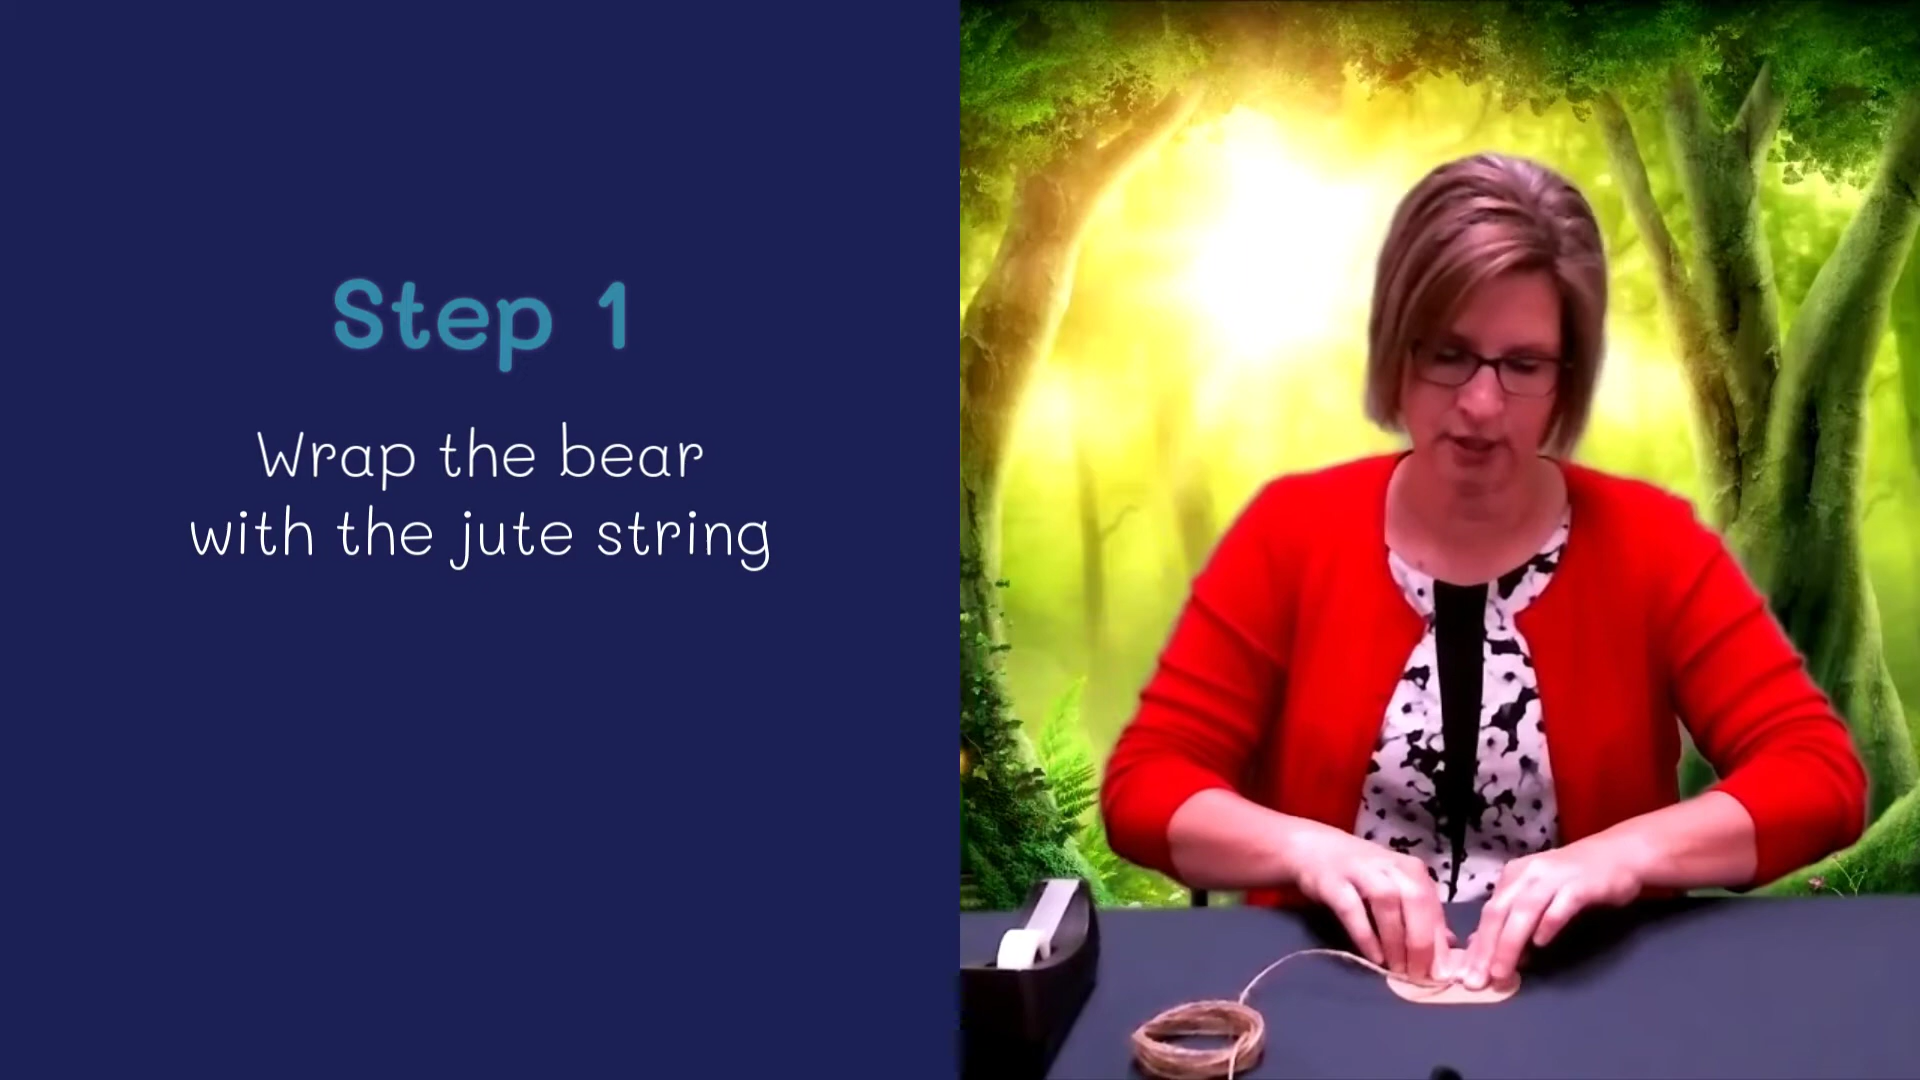 Step 1
Wrap the bear
with the jute string